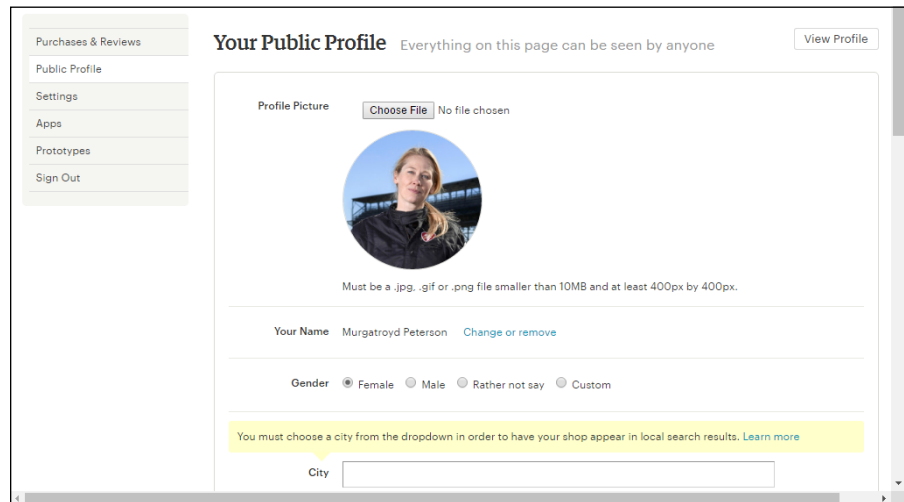 Purchases & Reviews
Public Profile
Settings
Apps
Prototypes
Sign Out
Your Public Profile Everything on this page can be seen by anyone
View Profile
Profile Picture
Choose File No file chosen
Must be a .jpg, .gif or .png file smaller than 10MB and at least 400px by 400px.
Your Name Murgatroyd Peterson Change or remove
Gender Female Male Rather not say Custom
You must choose a city from the dropdown in order to have your shop appear in local search results. Learn more
City